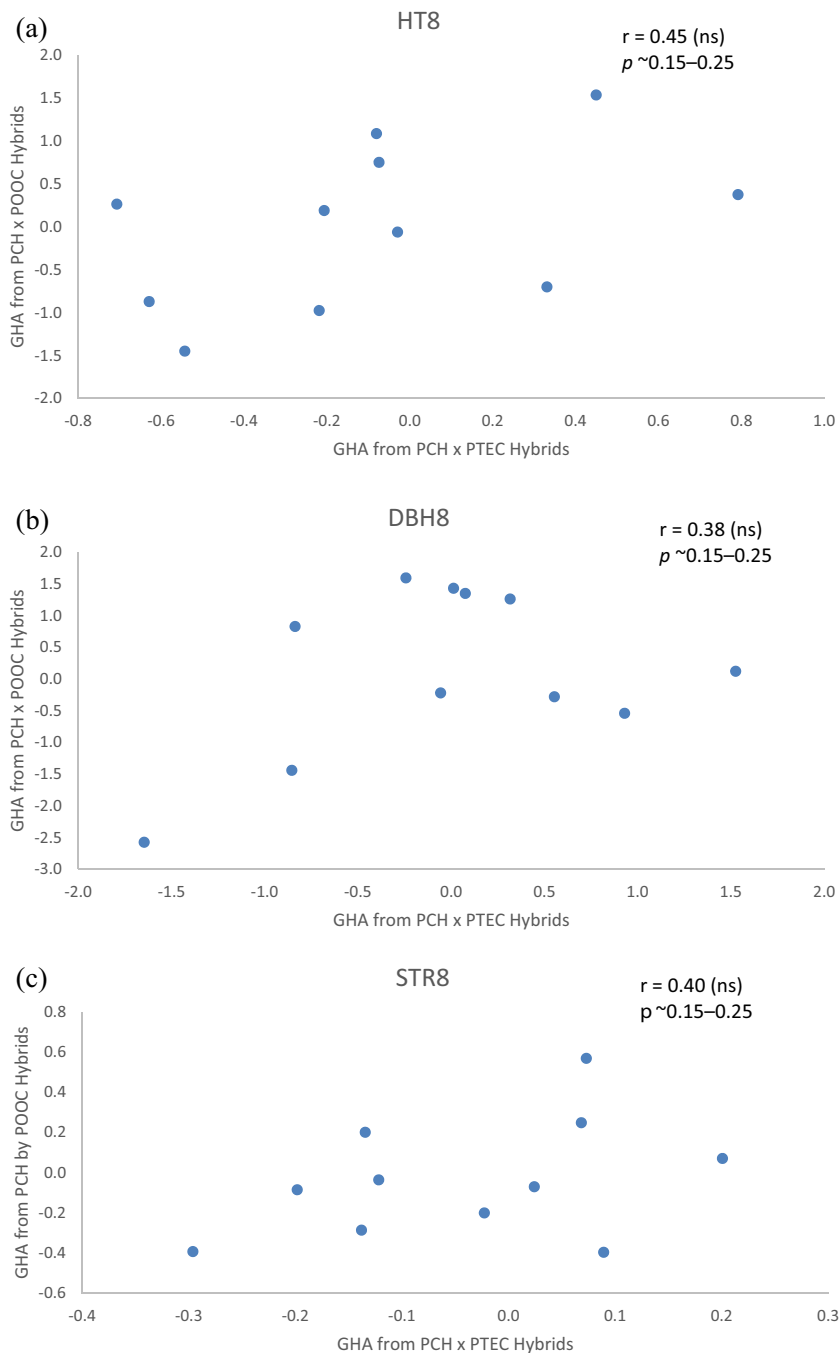 (a)
HT8
r = 0.45 (ns)
p ~0.15–0.25
GHA from PCH x POOC Hybrids
2.0
1.5
1.0
0.5
0.0
-0.5
-1.0
-1.5
-2.0
-0.8 -0.6 -0.4 -0.2 0.0 0.2 0.4 0.6 0.8 1.0
GHA from PCH x PTEC Hybrids
(b)
DBH8
r = 0.38 (ns)
p ~0.15–0.25
GHA from PCH x POOC Hybrids
2.0
1.5
1.0
0.5
0.0
-0.5
-1.0
-1.5
-2.0
-2.5
-3.0
-2.0 -1.5 -1.0 -0.5 0.0 0.5 1.0 1.5 2.0
GHA from PCH x PTEC Hybrids
(c)
STR8
r = 0.40 (ns)
p ~0.15–0.25
GHA from PCH by POOC Hybrids
0.8
0.6
0.4
0.2
0.0
-0.2
-0.4
-0.6
-0.4 -0.3 -0.2 -0.1 0.0 0.1 0.2 0.3
GHA from PCH x PTEC Hybrids